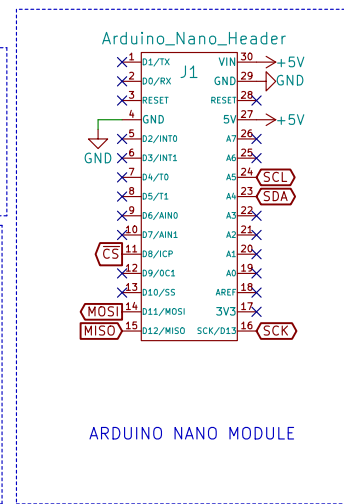 Arduino_Nano_Header
J1
1 D1/TX VIN 30 +5V
2 D0/RX GND 29 GND
3 RESET RESET 28
4 GND 5V 27 +5V
GND
5 D2/INT0 A7 26
6 D3/INT1 A6 25
7 D4/T0 A5 24 SCL
8 D5/T1 A4 23 SDA
9 D6/AIN0 A3 22
10 D7/AIN1 A2 21
CS 11 D8/ICP A1 20
12 D9/OC1 A0 19
13 D10/SS AREF 18
MOSI 14 D11/MOSI 3V3 17
MISO 15 D12/MISO SCK/D13 16 SCK
ARDUINO NANO MODULE